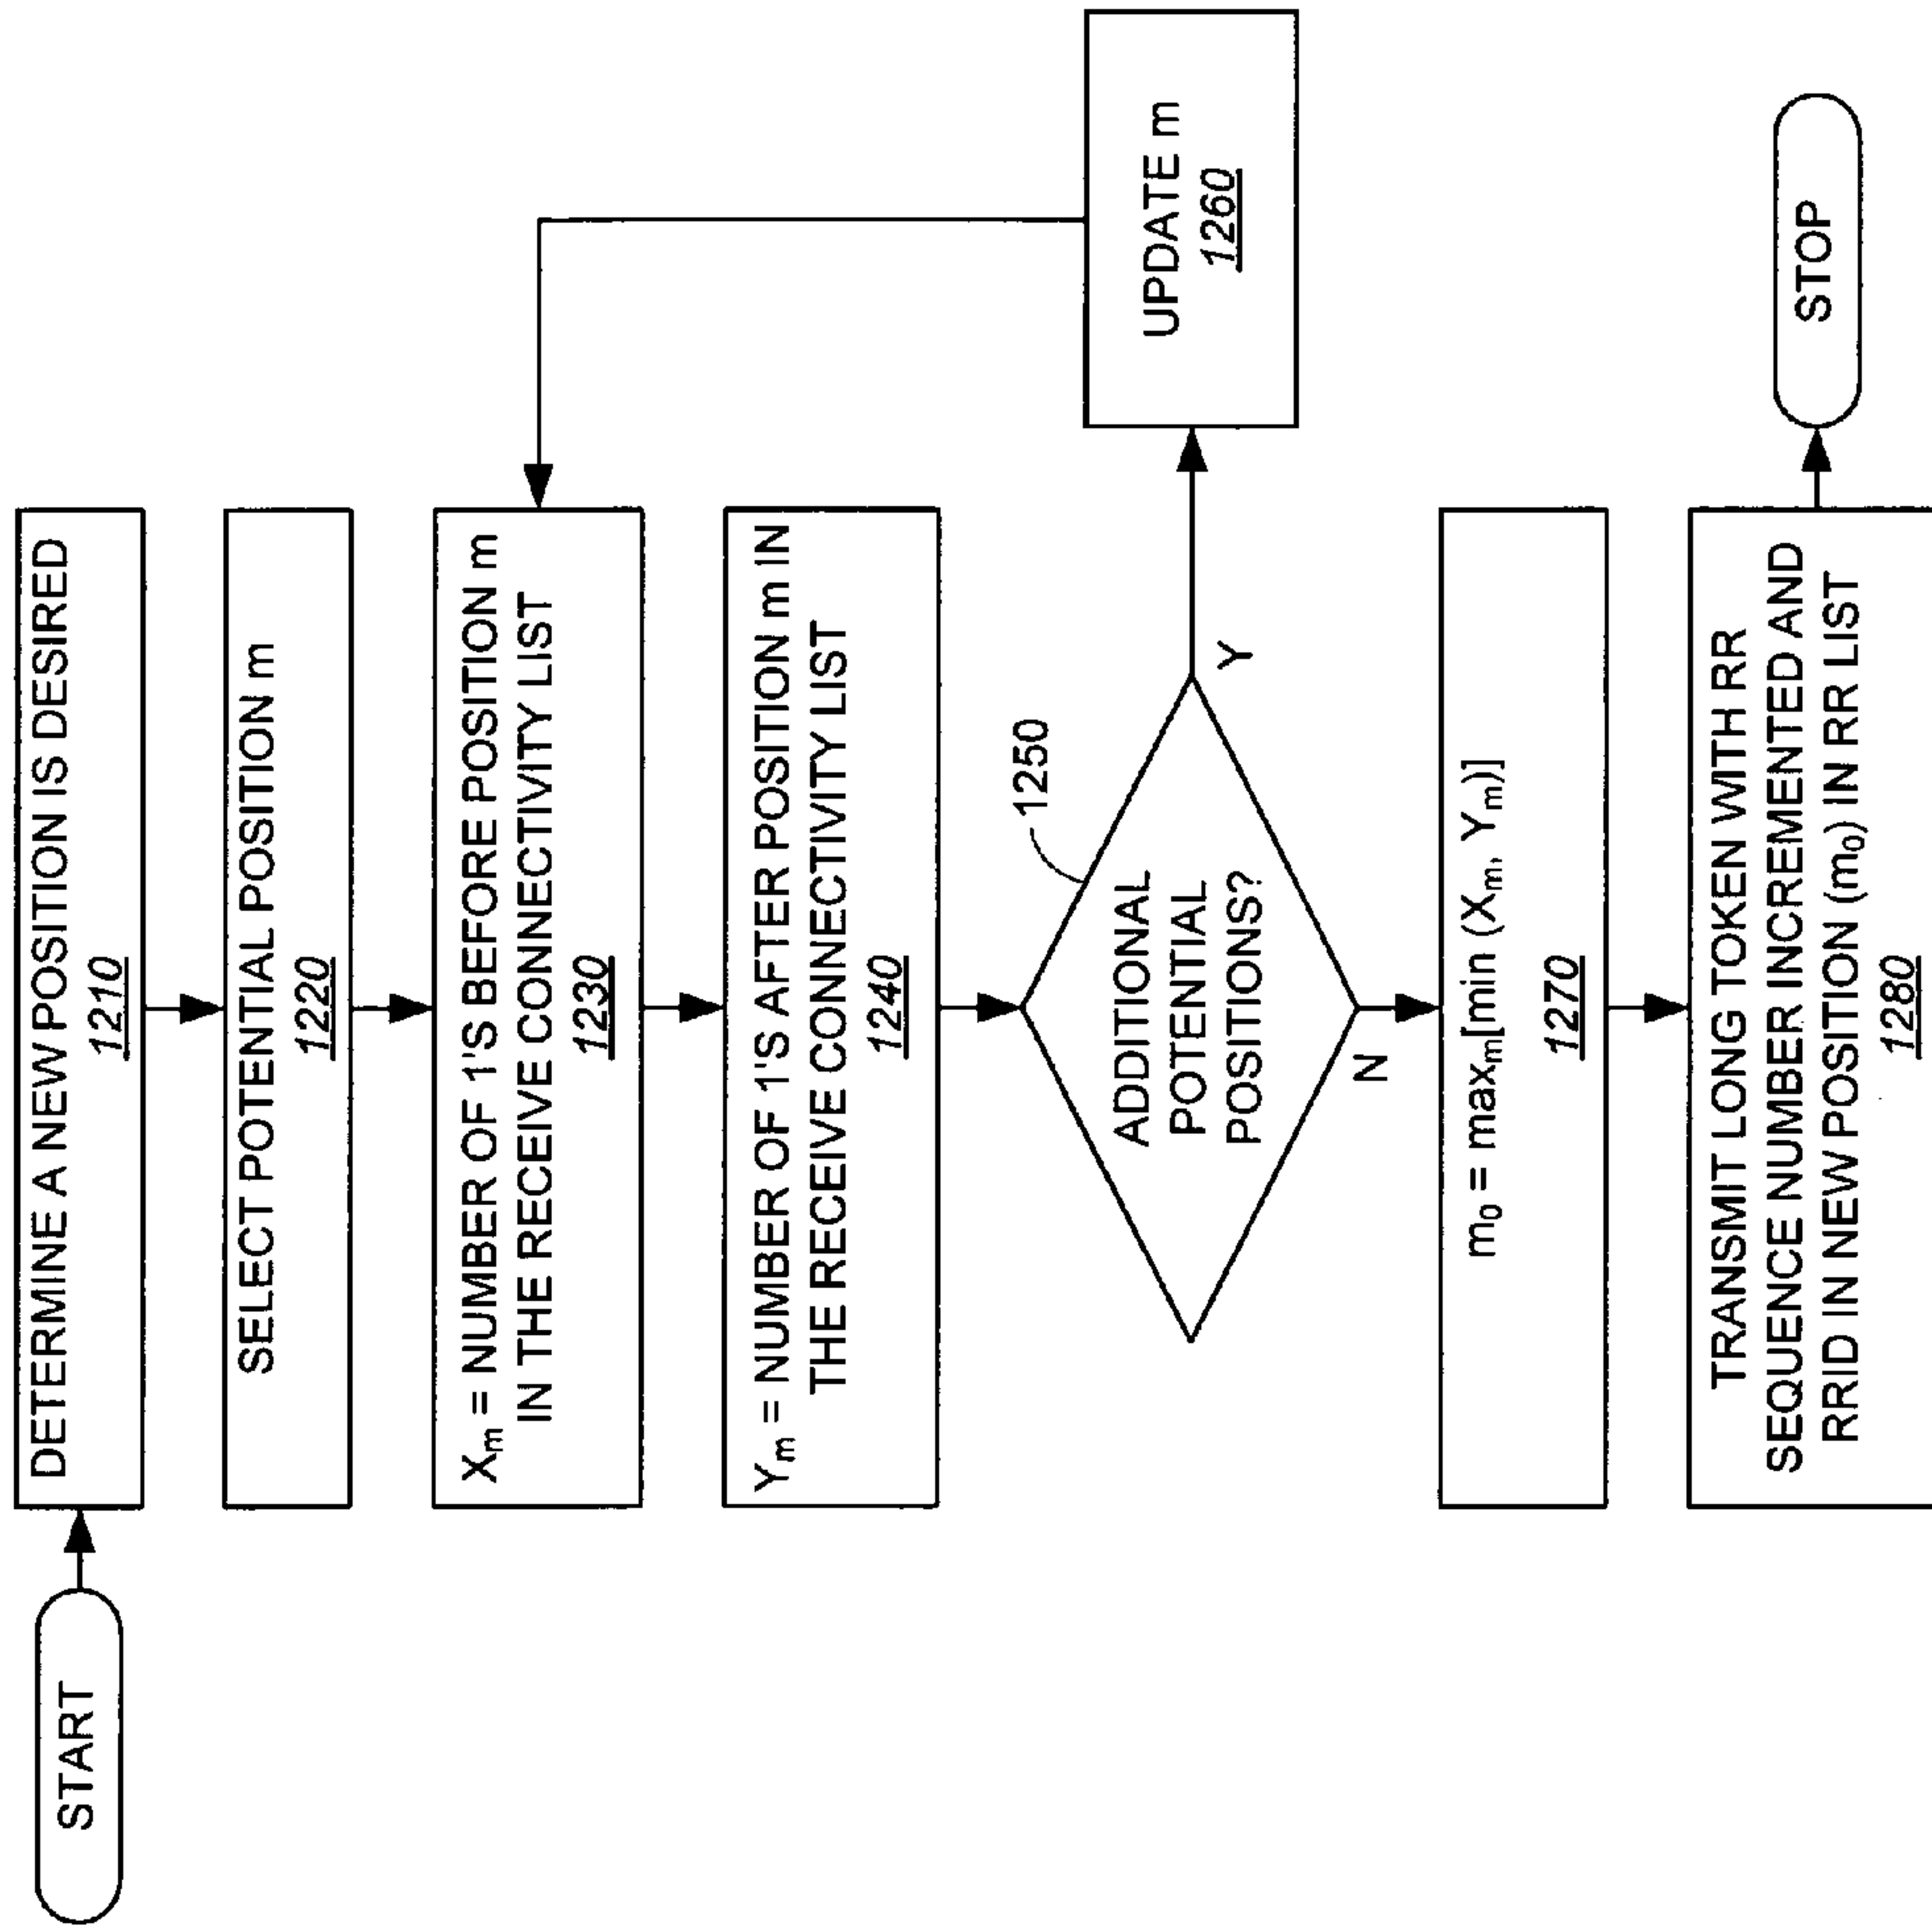 START
DETERMINE A NEW POSITION IS DESIRED
1210
SELECT POTENTIAL POSITION m
1220
Xm = NUMBER OF 1'S BEFORE POSITION m
IN THE RECEIVE CONNECTIVITY LIST
1230
Ym = NUMBER OF 1'S AFTER POSITION m IN
THE RECEIVE CONNECTIVITY LIST
1240
1250
ADDITIONAL
POTENTIAL
POSITIONS?
Y
UPDATE m
1260
N
m0 = maxm[min (Xm, Ym)]
1270
TRANSMIT LONG TOKEN WITH RR
SEQUENCE NUMBER INCREMENTED AND
RRID IN NEW POSITION (m0) IN RR LIST
1280
STOP